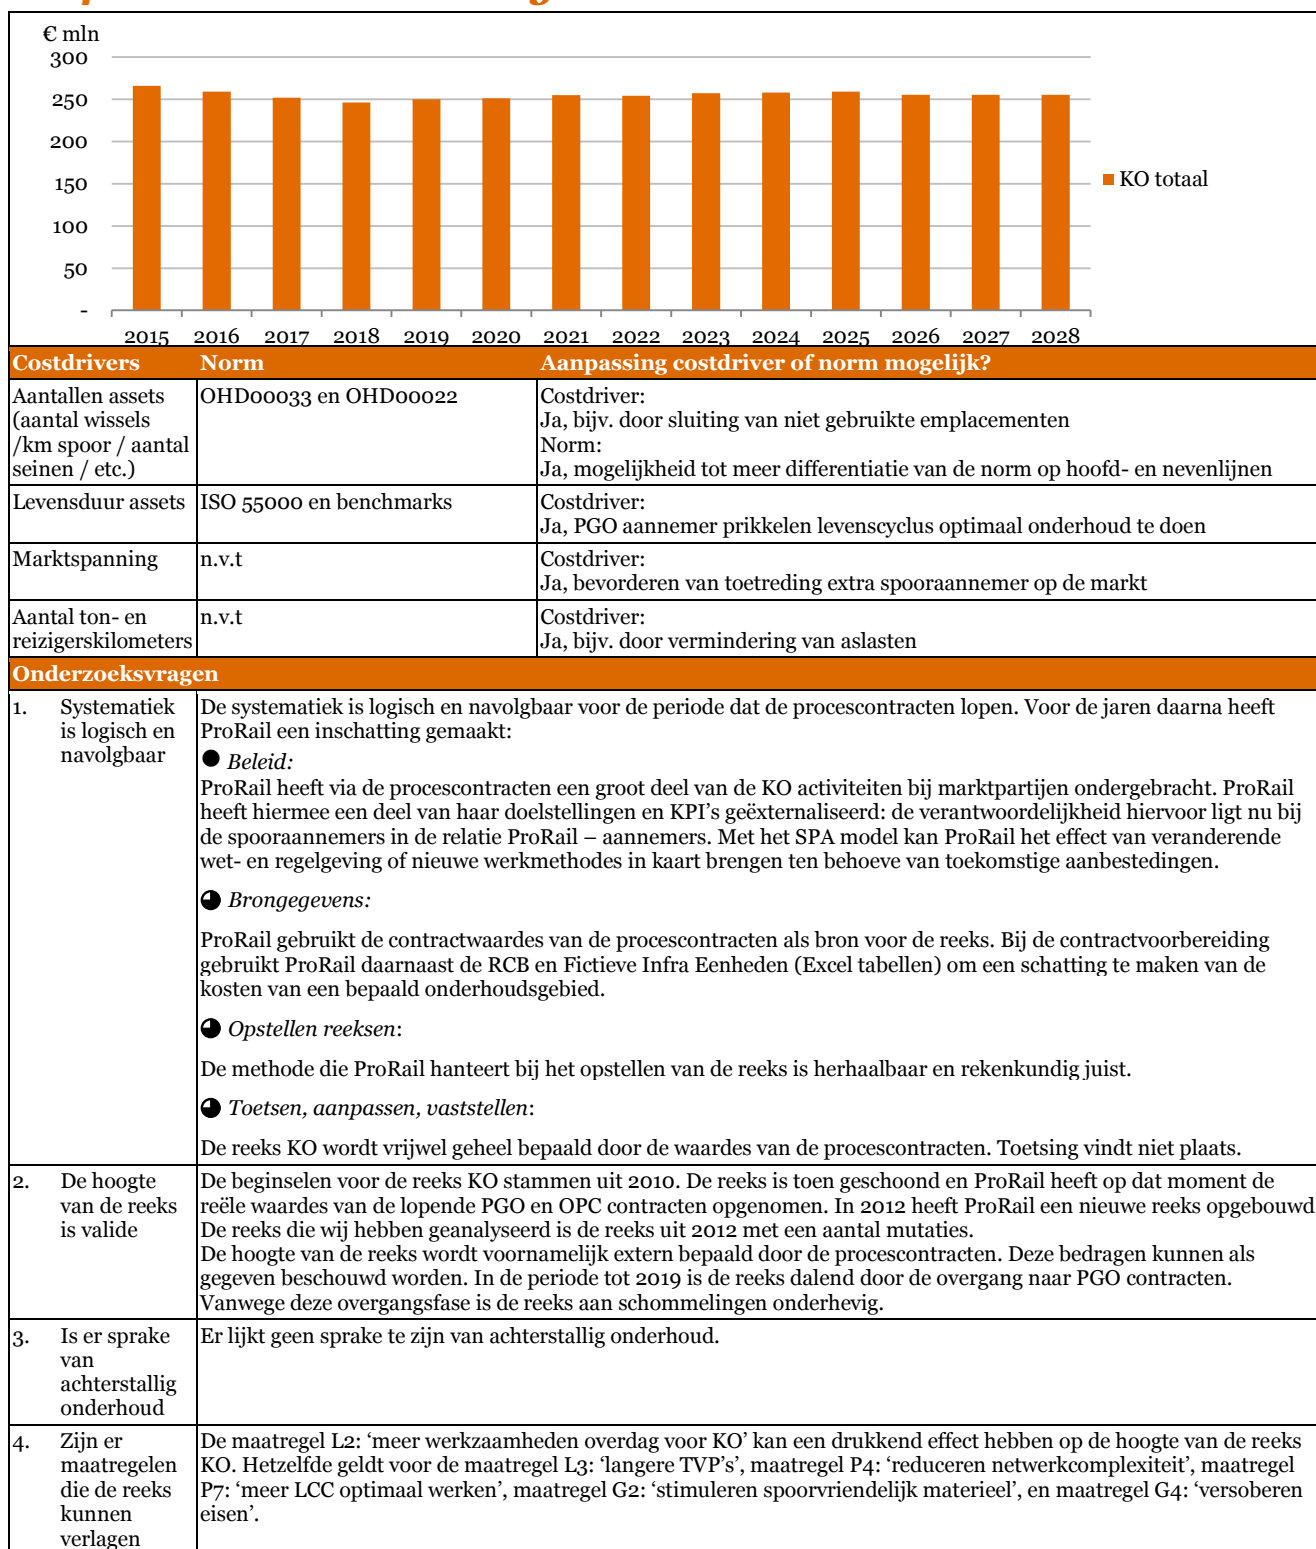 € mln
300
250
200
150
100
50
-
2015 2016 2017 2018 2019 2020 2021 2022 2023 2024 2025 2026 2027 2028
KO totaal
Costdrivers Norm Aanpassing costdriver of norm mogelijk?
Aantallen assets
(aantal wissels
/km spoor / aantal
seinen / etc.)
OHD00033 en OHD00022
Costdriver:
Ja, bijv. door sluiting van niet gebruikte emplacementen
Norm:
Ja, mogelijkheid tot meer differentiatie van de norm op hoofd- en nevenlijnen
Levensduur assets
ISO 55000 en benchmarks
Costdriver:
Ja, PGO aannemer prikkelen levenscyclus optimaal onderhoud te doen
Marktspanning
n.v.t
Costdriver:
Ja, bevorderen van toetreding extra spooraannemer op de markt
Aantal ton- en
reizigerskilometers
n.v.t
Costdriver:
Ja, bijv. door vermindering van aslasten
Onderzoeksvragen
1. Systematiek
is logisch en
navolgbaar
De systematiek is logisch en navolgbaar voor de periode dat de procescontracten lopen. Voor de jaren daarna heeft
ProRail een inschatting gemaakt:
Beleid:
ProRail heeft via de procescontracten een groot deel van de KO activiteiten bij marktpartijen ondergebracht. ProRail
heeft hiermee een deel van haar doelstellingen en KPI's geëxternaliseerd: de verantwoordelijkheid hiervoor ligt nu bij
de spooraannemers in de relatie ProRail – aannemers. Met het SPA model kan ProRail het effect van veranderende
wet- en regelgeving of nieuwe werkmethodes in kaart brengen ten behoeve van toekomstige aanbestedingen.
Brongegevens:
ProRail gebruikt de contractwaardes van de procescontracten als bron voor de reeks. Bij de contractvoorbereiding
gebruikt ProRail daarnaast de RCB en Fictieve Infra Eenheden (Excel tabellen) om een schatting te maken van de
kosten van een bepaald onderhoudsgebied.
Opstellen reeksen:
De methode die ProRail hanteert bij het opstellen van de reeks is herhaalbaar en rekenkundig juist.
Toetsen, aanpassen, vaststellen:
De reeks KO wordt vrijwel geheel bepaald door de waardes van de procescontracten. Toetsing vindt niet plaats.
2. De hoogte
van de reeks
is valide
De beginselen voor de reeks KO stammen uit 2010. De reeks is toen geschoond en ProRail heeft op dat moment de
reële waardes van de lopende PGO en OPC contracten opgenomen. In 2012 heeft ProRail een nieuwe reeks opgebouwd
De reeks die wij hebben geanalyseerd is de reeks uit 2012 met een aantal mutaties.
De hoogte van de reeks wordt voornamelijk extern bepaald door de procescontracten. Deze bedragen kunnen als
gegeven beschouwd worden. In de periode tot 2019 is de reeks dalend door de overgang naar PGO contracten.
Vanwege deze overgangsfase is de reeks aan schommelingen onderhevig.
3. Is er sprake
van
achterstallig
onderhoud
Er lijkt geen sprake te zijn van achterstallig onderhoud.
4. Zijn er
maatregelen
die de reeks
kunnen
verlagen
De maatregel L2: ‘meer werkzaamheden overdag voor KO’ kan een drukkend effect hebben op de hoogte van de reeks
KO. Hetzelfde geldt voor de maatregel L3: ‘langere TVP’s’, maatregel P4: ‘reduceren netwerkcomplexiteit’, maatregel
P7: ‘meer LCC optimaal werken’, maatregel G2: ‘stimuleren spoorvriendelijk materieel’, en maatregel G4: ‘versoberen
eisen’.